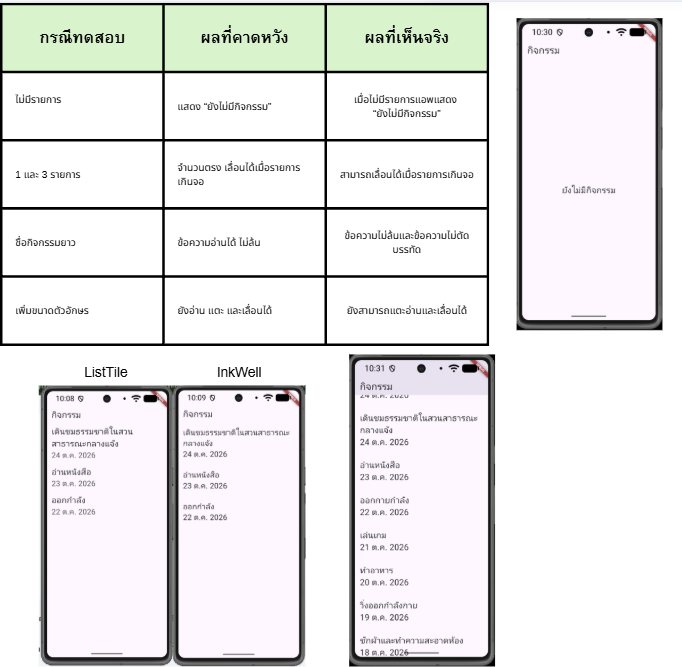 กรณีทดสอบ
ผลที่คาดหวัง
ผลที่เห็นจริง
ไม่มีรายการ
แสดง “ยังไม่มีกิจกรรม”
เมื่อไม่มีรายการแอพแสดง
“ยังไม่มีกิจกรรม”
1 และ 3 รายการ
จำนวนตรง เลื่อนได้เมื่อรายการ
เกินจอ
สามารถเลื่อนได้เมื่อรายการเกินจอ
ชื่อกิจกรรมยาว
ข้อความอ่านได้ ไม่ล้น
ข้อความไม่ล้นและข้อความไม่ตัด
บรรทัด
เพิ่มขนาดตัวอักษร
ยังอ่าน แตะ และเลื่อนได้
ยังสามารถแตะอ่านและเลื่อนได้
10:30
กิจกรรม
ยังไม่มีกิจกรรม
ListTile
10:08
กิจกรรม
เดินชมธรรมชาติในสวน
สาธารณะกลางแจ้ง
24 ต.ค. 2026
อ่านหนังสือ
23 ต.ค. 2026
ออกกำลัง
22 ต.ค. 2026
InkWell
10:09
กิจกรรม
เดินชมธรรมชาติในสวนสาธารณะ
กลางแจ้ง
24 ต.ค. 2026
อ่านหนังสือ
23 ต.ค. 2026
ออกกำลัง
22 ต.ค. 2026
10:31
กิจกรรม
24 ต.ค. 2026
เดินชมธรรมชาติในสวนสาธารณะ
กลางแจ้ง
24 ต.ค. 2026
อ่านหนังสือ
23 ต.ค. 2026
ออกกายกำลัง
22 ต.ค. 2026
เล่นเกม
21 ต.ค. 2026
ทำอาหาร
20 ต.ค. 2026
วิ่งออกกำลังกาย
19 ต.ค. 2026
ซักผ้าและทำความสะอาดห้อง
18 ต.ค. 2026